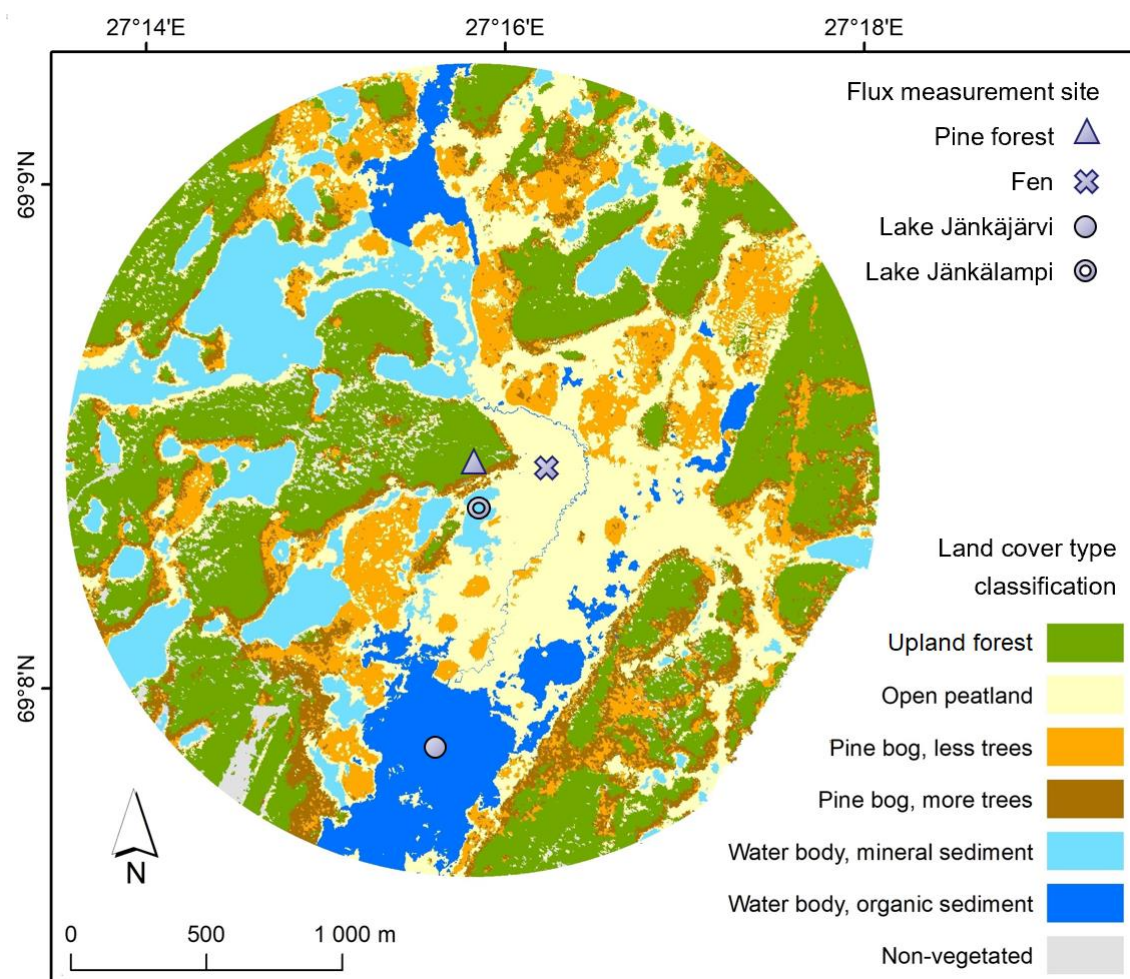 27°14'E
27°16'E
27°18'E
69°9'N
69°8'N
Flux measurement site
Pine forest
Fen
Lake Jänkäjärvi
Lake Jänkälampi
Land cover type
classification
Upland forest
Open peatland
Pine bog, less trees
Pine bog, more trees
Water body, mineral sediment
Water body, organic sediment
Non-vegetated
N
0 500 1 000 m